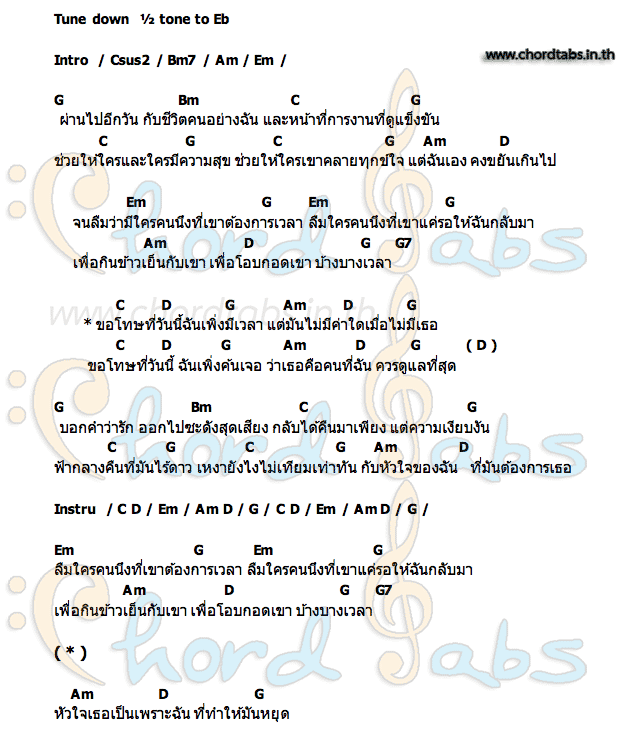 Tune down ½ tone to Eb
www.chordtabs.in.th
Intro / Csus2 / Bm7 / Am / Em /
G Bm C G
ผ่านไปอีกวัน กับชีวิตคนอย่างฉัน และหน้าที่การงานที่ดูแข็งขัน
C G C G Am D
ช่วยให้ใครและใครมีความสุข ช่วยให้ใครเขาคลายทุกข์ใจ แต่ฉันเอง คงขยันเกินไป
Em G Em G
จนลืมว่ามีใครคนนึงที่เขาต้องการเวลา ลืมใครคนนึงที่เขาแค่รอให้ฉันกลับมา
Am D G G7
เพื่อกินข้าวเย็นกับเขา เพื่อโอบกอดเขา บ้างบางเวลา
www.chordtabs.in.th
C D G Am D G
* ขอโทษที่วันนี้ฉันเพิ่งมีเวลา แต่มันไม่มีค่าใดเมื่อไม่มีเธอ
C D G Am D G ( D )
ขอโทษที่วันนี้ ฉันเพิ่งค้นเจอ ว่าเธอคือคนที่ฉัน ควรดูแลที่สุด
G Bm C G
บอกคำว่ารัก ออกไปซะดังสุดเสียง กลับได้คืนมาเพียง แต่ความเงียบงัน
C G C G Am D
ฟ้ากลางคืนที่มันไร้ดาว เหงายังไงไม่เทียมเท่าทัน กับหัวใจของฉัน ที่มันต้องการเธอ
Instru / C D / Em / Am D / G / C D / Em / Am D / G /
Em G Em G
ลืมใครคนนึงที่เขาต้องการเวลา ลืมใครคนนึงที่เขาแค่รอให้ฉันกลับมา
Am D G G7
เพื่อกินข้าวเย็นกับเขา เพื่อโอบกอดเขา บ้างบางเวลา
( * )
Am D G
หัวใจเธอเป็นเพราะฉัน ที่ทำให้มันหยุด
Chord Tabs
Chord Tabs
Chord Tabs